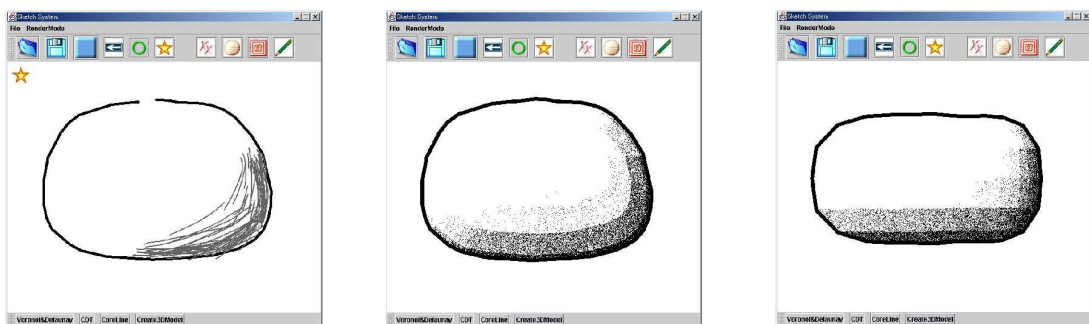 Sketch System
File RenderMode
Voronoi&Delaunay CDT CoreLine Create3DModel
Sketch System
File RenderMode
Voronoi&Delaunay CDT CoreLine Create3DModel
Sketch System
File RenderMode
Voronoi&Delaunay CDT CoreLine Create3DModel